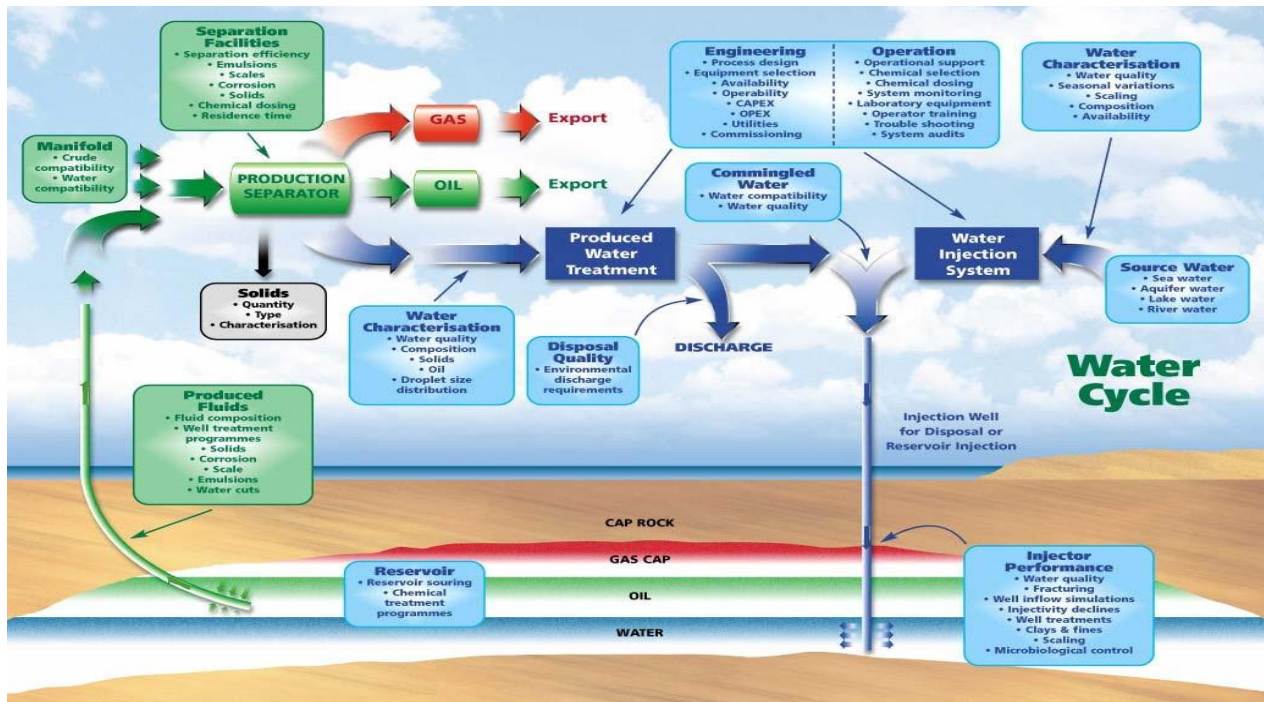 Separation
Facilities
• Separation efficiency
• Emulsions
• Scales
• Corrosion
• Solids
• Chemical dosing
• Residence time
Engineering
• Process design
• Equipment selection
• Availability
• Operability
• CAPEX
• OPEX
• Utilities
• Commissioning
Operation
• Operational support
• Chemical selection
• Chemical dosing
• System monitoring
• Laboratory equipment
• Operator training
• Trouble shooting
• System audits
Water
Characterisation
• Water quality
• Seasonal variations
• Scaling
• Composition
• Availability
GAS
Export
Manifold
• Crude
compatibility
• Water
compatibility
PRODUCTION
SEPARATOR
OIL
Export
Commingled
Water
• Water compatibility
• Water quality
Produced
Water
Treatment
Water
Injection
System
Source Water
• Sea water
• Aquifer water
• Lake water
• River water
Solids
• Quantity
• Type
• Characterisation
Water
Characterisation
• Water quality
• Composition
• Solids
• Oil
• Droplet size
distribution
Disposal
Quality
• Environmental
discharge
requirements
DISCHARGE
Water
Cycle
Produced
Fluids
• Fluid composition
• Well treatment
programmes
• Solids
• Corrosion
• Scale
• Emulsions
• Water cuts
Injection Well
for Disposal or
Reservoir Injection
CAP ROCK
GAS CAP
Reservoir
• Reservoir souring
• Chemical
treatment
programmes
OIL
WATER
Injector
Performance
• Water quality
• Fracturing
• Well inflow simulations
• Injectivity declines
• Well treatments
• Clays & fines
• Scaling
• Microbiological control